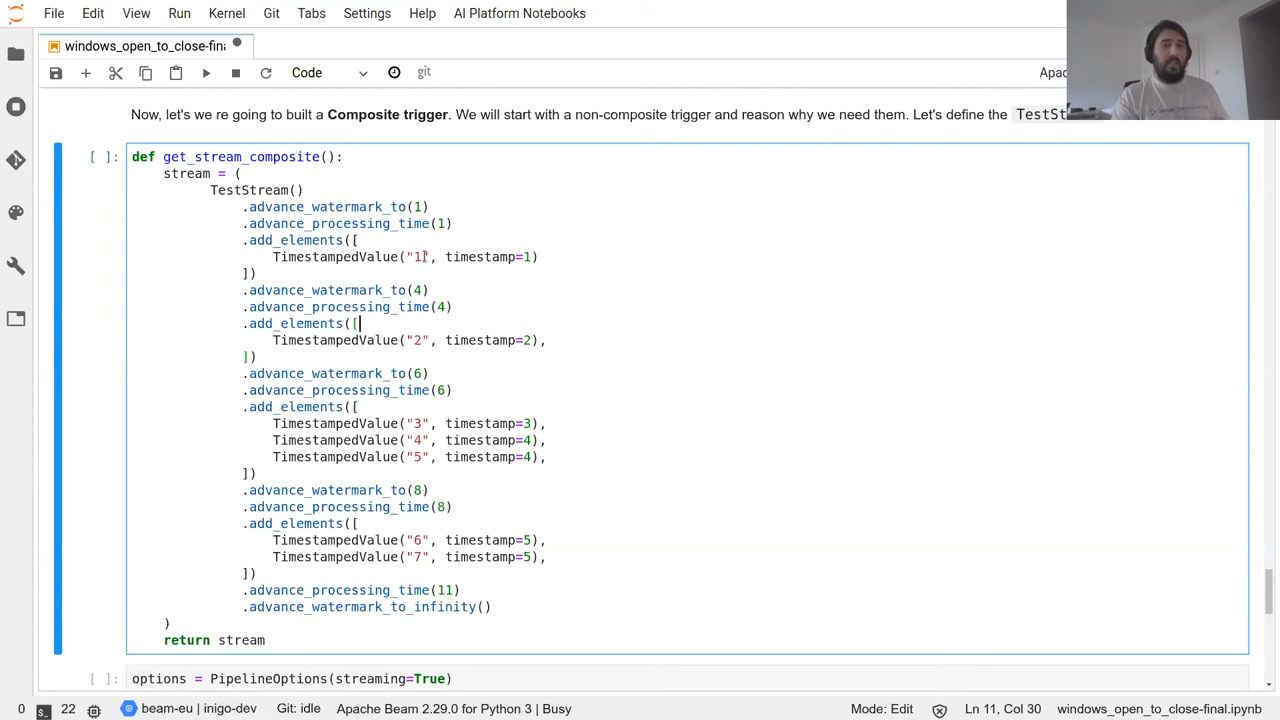 File Edit View Run Kernel Git Tabs Settings Help AI Platform Notebooks
windows_open_to_close-fina
Code git Apac
Now, let's we re going to built a Composite trigger. We will start with a non-composite trigger and reason why we need them. Let's define the TestSt
[ ]: def get_stream_composite():
stream = (
TestStream()
.advance_watermark_to(1)
.advance_processing_time(1)
.add_elements([
TimestampedValue("1", timestamp=1)
])
.advance_watermark_to(4)
.advance_processing_time(4)
.add_elements([
TimestampedValue("2", timestamp=2),
])
.advance_watermark_to(6)
.advance_processing_time(6)
.add_elements([
TimestampedValue("3", timestamp=3),
TimestampedValue("4", timestamp=4),
TimestampedValue("5", timestamp=4),
])
.advance_watermark_to(8)
.advance_processing_time(8)
.add_elements([
TimestampedValue("6", timestamp=5),
TimestampedValue("7", timestamp=5),
])
.advance_processing_time(11)
.advance_watermark_to_infinity()
)
return stream
[ ]: options = PipelineOptions(streaming=True)
0 22 beam-eu | inigo-dev Git: idle Apache Beam 2.29.0 for Python 3 | Busy Mode: Edit Ln 11, Col 30 windows_open_to_close-final.ipynb